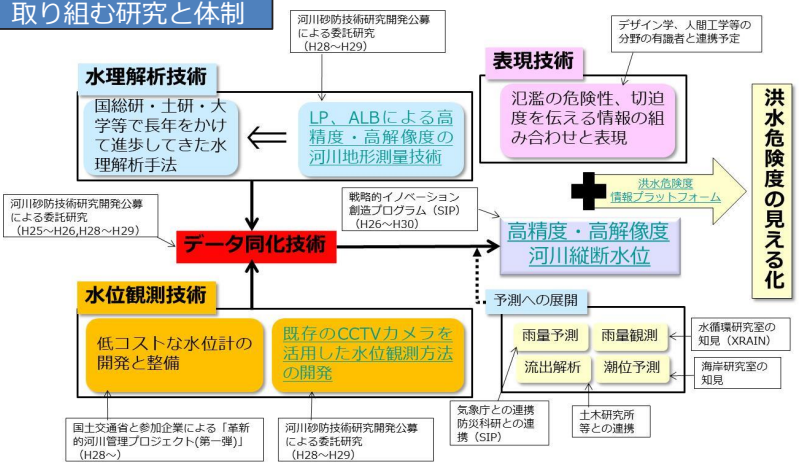 取り組む研究と体制
河川砂防技術研究開発公募
による委託研究
（H28～H29）
デザイン学、人間工学等の
分野の有識者と連携予定
水理解析技術
国総研・土研・大
学等で長年をかけ
て進歩してきた水
理解析手法
LP、ALBによる高
精度・高解像度の
河川地形測量技術
表現技術
氾濫の危険性、切迫
度を伝える情報の組
み合わせと表現
洪水危険度の見える化
洪水危険度
情報プラットフォーム
河川砂防技術研究開発公募
による委託研究
（H25～H26,H28～H29）
戦略的イノベーション
創造プログラム（SIP）
（H26～H30）
データ同化技術
高精度・高解像度
河川縦断水位
水位観測技術
低コストな水位計の
開発と整備
既存のCCTVカメラを
活用した水位観測方法
の開発
予測への展開
雨量予測
雨量観測
流出解析
潮位予測
水循環研究室の
知見（XRAIN）
海岸研究室の
知見
国土交通省と参加企業による「革新
的河川管理プロジェクト(第一弾)」
（H28～）
河川砂防技術研究開発公募
による委託研究
（H28～H29）
気象庁との連携
防災科研との連
携（SIP）
土木研究所
等との連携